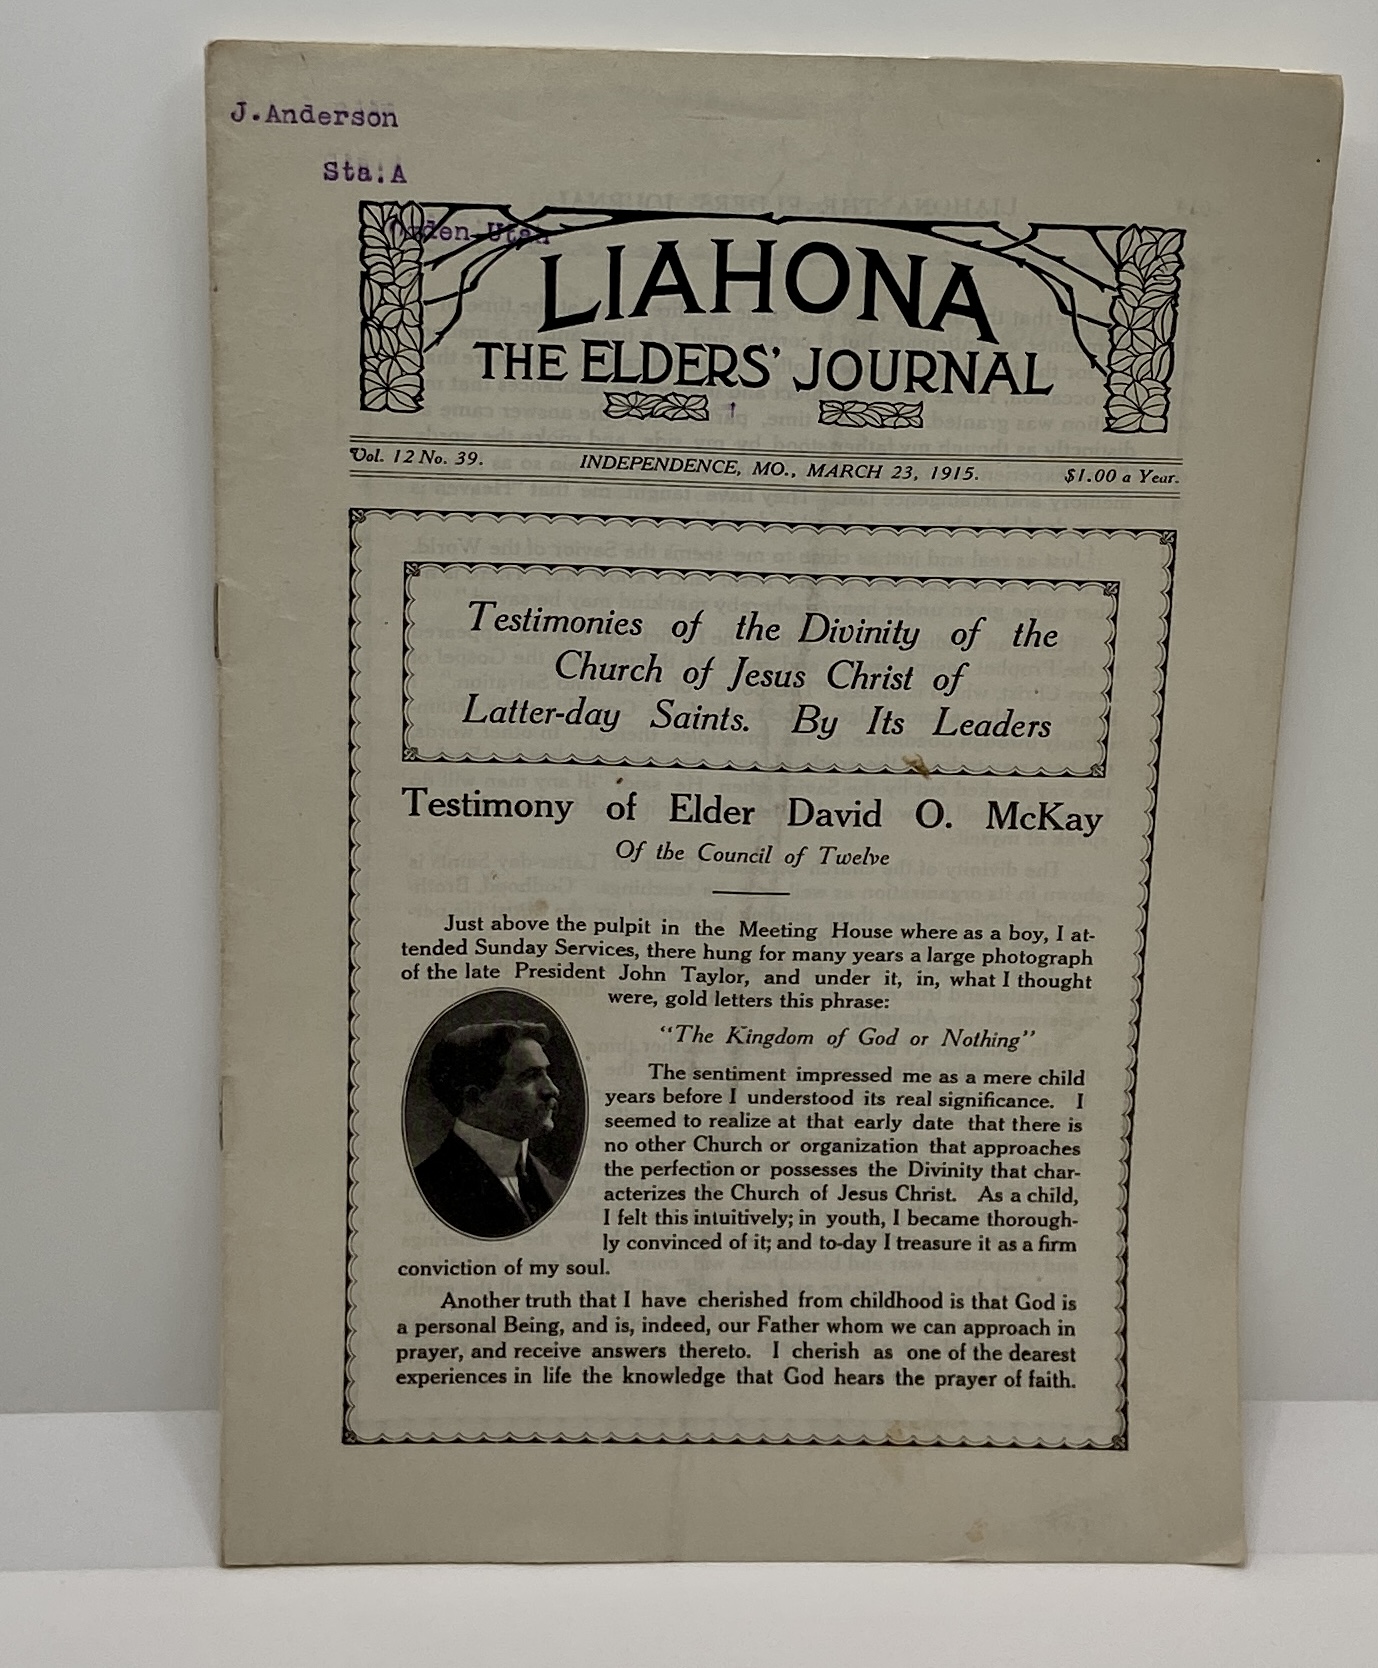 J.Anderson
Sta.A
Ogden Utah
LIAHONA
THE ELDERS' JOURNAL
Vol. 12 No. 39. INDEPENDENCE, MO., MARCH 23, 1915. $1.00 a Year.
Testimonies of the Divinity of the
Church of Jesus Christ of
Latter-day Saints. By Its Leaders
Testimony of Elder David O. McKay
Of the Council of Twelve
Just above the pulpit in the Meeting House where as a boy, I at-
tended Sunday Services, there hung for many years a large photograph
of the late President John Taylor, and under it, in, what I thought
were, gold letters this phrase:
"The Kingdom of God or Nothing"
The sentiment impressed me as a mere child
years before I understood its real significance. I
seemed to realize at that early date that there is
no other Church or organization that approaches
the perfection or possesses the Divinity that char-
acterizes the Church of Jesus Christ. As a child,
I felt this intuitively; in youth, I became thorough-
ly convinced of it; and to-day I treasure it as a firm
conviction of my soul.
Another truth that I have cherished from childhood is that God is
a personal Being, and is, indeed, our Father whom we can approach in
prayer, and receive answers thereto. I cherish as one of the dearest
experiences in life the knowledge that God hears the prayer of faith.